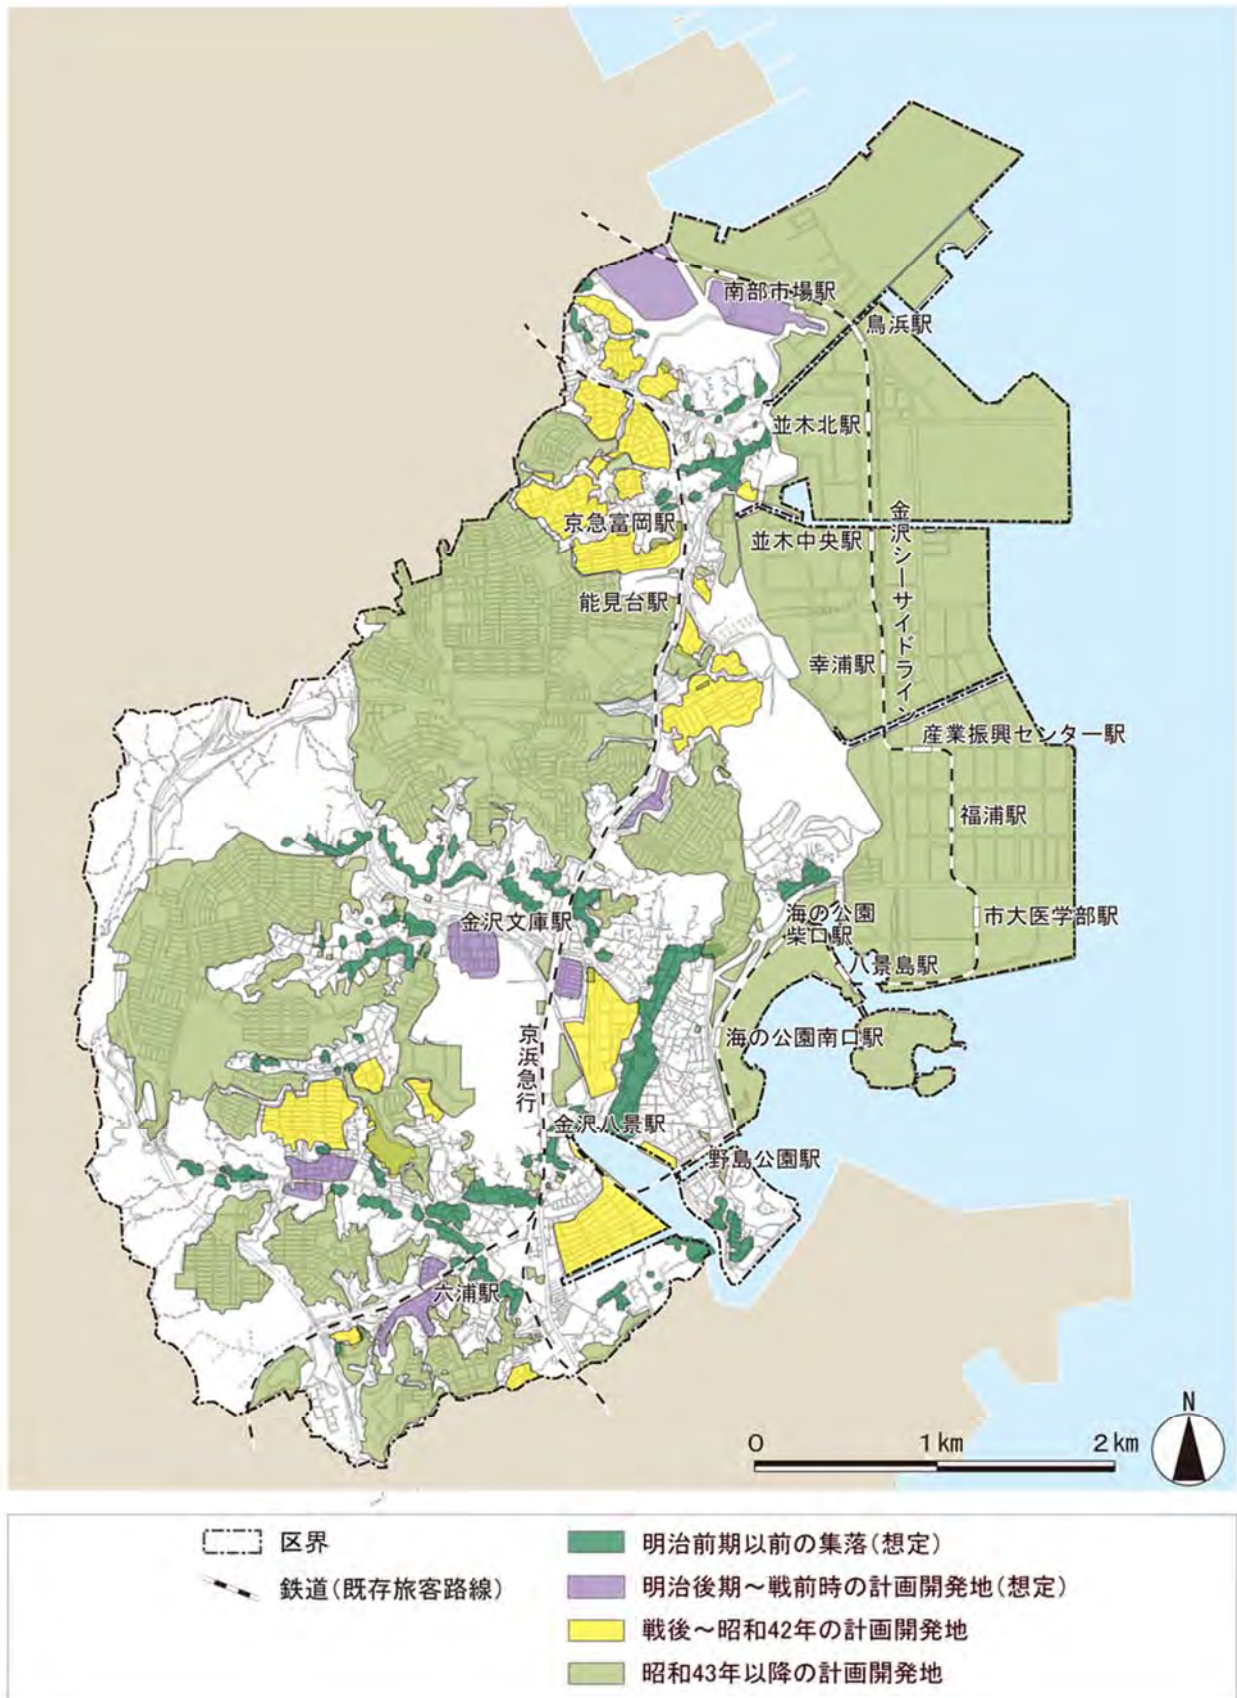 南部市場駅
鳥浜駅
並木北駅
金沢シーサイドライン
京急富岡駅
並木中央駅
能見台駅
幸浦駅
産業振興センター駅
福浦駅
金沢文庫駅
海の公園
柴口駅
市大医学部駅
八景島駅
京浜急行
海の公園南口駅
金沢八景駅
野島公園駅
六浦駅
N
0 1km 2km
区界
鉄道(既存旅客路線)
明治前期以前の集落(想定)
明治後期～戦前時の計画開発地(想定)
戦後～昭和42年の計画開発地
昭和43年以降の計画開発地